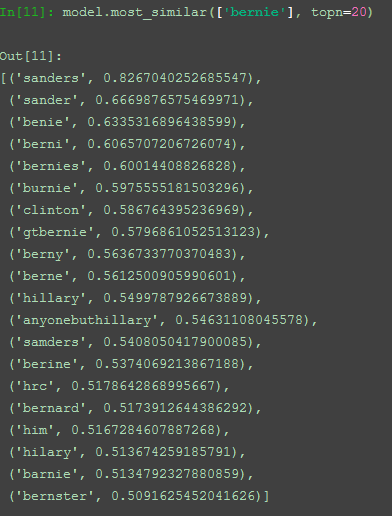 In[11]: model.most_similar(['bernie'], topn=20)
Out[11]:
[('sanders', 0.8267040252685547),
('sander', 0.6669876575469971),
('benie', 0.6335316896438599),
('berni', 0.6065707206726074),
('bernies', 0.60014408826828),
('burnie', 0.5975555181503296),
('clinton', 0.586764395236969),
('gtbernie', 0.5796861052513123),
('berny', 0.5636733770370483),
('berne', 0.5612500905990601),
('hillary', 0.5499787926673889),
('anyonebuthillary', 0.54631108045578),
('samders', 0.5408050417900085),
('berine', 0.5374069213867188),
('hrc', 0.5178642868995667),
('bernard', 0.5173912644386292),
('him', 0.5167284607887268),
('hilary', 0.513674259185791),
('barnie', 0.5134792327880859),
('bernster', 0.5091625452041626)]